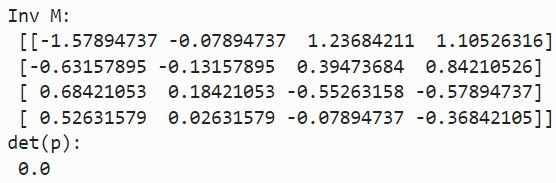 Inv M:
[[-1.57894737 -0.07894737 1.23684211 1.10526316]
[-0.63157895 -0.13157895 0.39473684 0.84210526]
[ 0.68421053 0.18421053 -0.55263158 -0.57894737]
[ 0.52631579 0.02631579 -0.07894737 -0.36842105]]
det(p):
0.0